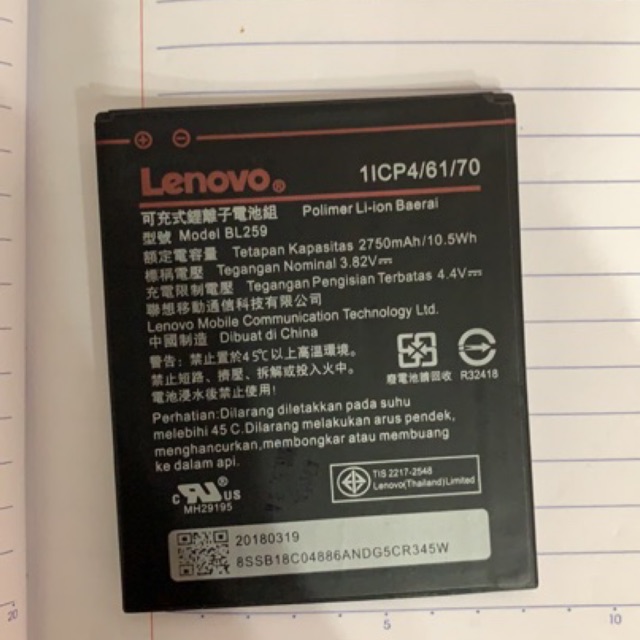 Lenovo®
1ICP4/61/70
可充式鋰離子電池組 Polimer Li-ion Baerai
型號 Model BL259
額定電容量 Tetapan Kapasitas 2750mAh/10.5Wh
標稱電壓 Tegangan Nominal 3.82V⎓
充電限制電壓 Tegangan Pengisian Terbatas 4.4V⎓
聯想移動通信科技有限公司
Lenovo Mobile Communication Technology Ltd.
中國制造 Dibuat di China
警告: 禁止置於45℃以上高溫環境。
禁止短路、擠壓、拆解或投入火中。
電池浸水後禁止使用!
廢電池請回收
R32418
Perhatian:Dilarang diletakkan pada suhu
melebihi 45 C.Dilarang melakukan arus pendek,
menghancurkan,membongkar atau membuang
ke dalam api.
TIS 2217-2548
Lenovo(Thailand)Limited
c RU US
MH29195
20180319
8SSB18C04886ANDG5CR345W
20
5
10